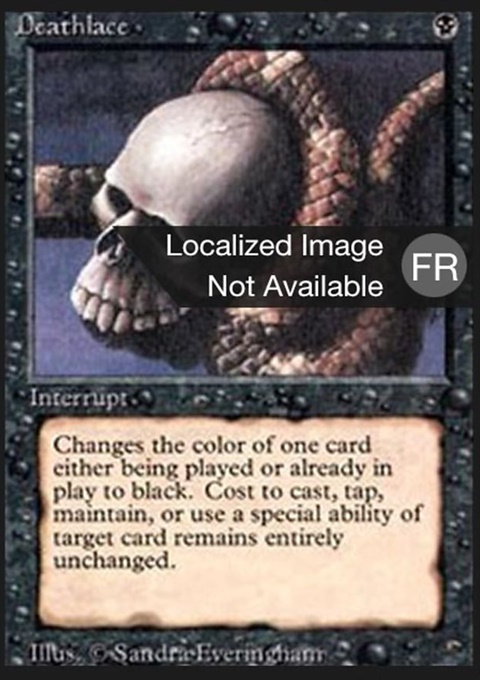 Deathlace
Localized Image
Not Available
FR
Interrupt
Changes the color of one card
either being played or already in
play to black. Cost to cast, tap,
maintain, or use a special ability of
target card remains entirely
unchanged.
Illus. © Sandra Everingham